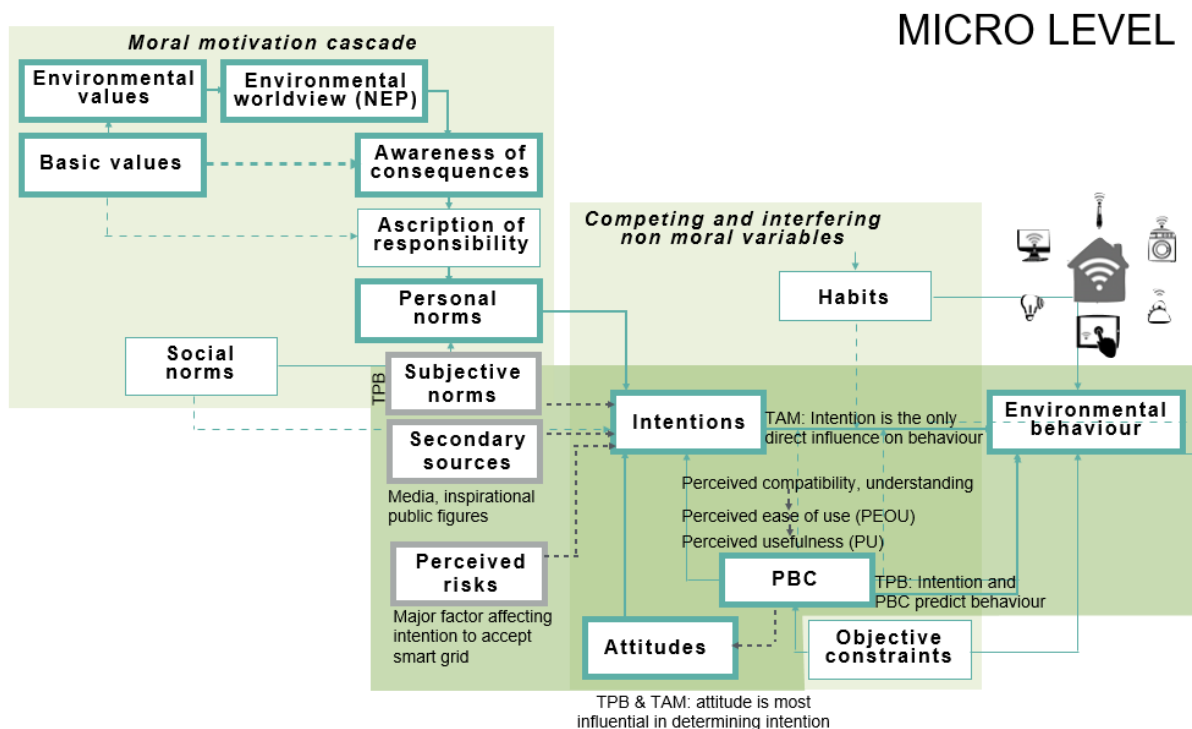 MICRO LEVEL
Moral motivation cascade
Environmental
values
Environmental
worldview (NEP)
Basic values
Awareness of
consequences
Ascription of
responsibility
Personal
norms
Social
norms
TPB
Subjective
norms
Secondary
sources
Media, inspirational
public figures
Perceived
risks
Major factor affecting
intention to accept
smart grid
Competing and interfering
non moral variables
Habits
Intentions
TAM: Intention is the only
direct influence on behaviour
Environmental
behaviour
Perceived compatibility, understanding
Perceived ease of use (PEOU)
Perceived usefulness (PU)
PBC
TPB: Intention and
PBC predict behaviour
Attitudes
Objective
constraints
TPB & TAM: attitude is most
influential in determining intention